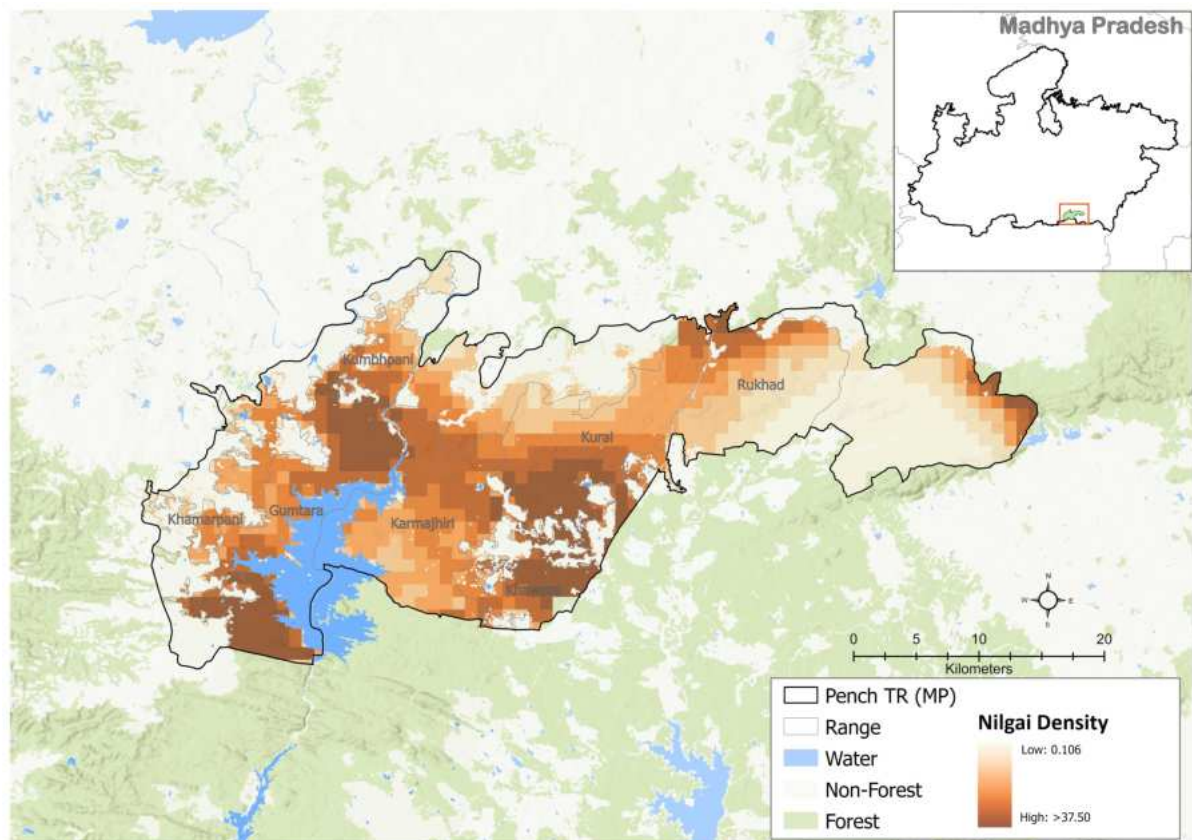 Madhya Pradesh
Kumbhpani
Rukhad
Kurai
Khamarpani
Gumtara
Karmajhiri
N
W
E
S
0
5
10
20
Kilometers
Pench TR (MP)
Range
Water
Non-Forest
Forest
Nilgai Density
Low: 0.106
High: >37.50